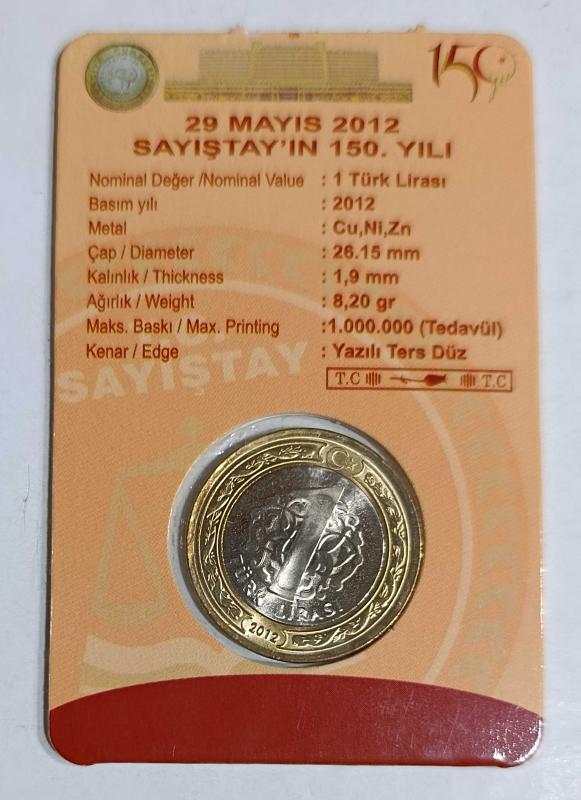 150
yıl
29 MAYIS 2012
SAYIŞTAY'IN 150. YILI
Nominal Değer /Nominal Value : 1 Türk Lirası
Basım yılı : 2012
Metal : Cu,Ni,Zn
Çap / Diameter : 26.15 mm
Kalınlık / Thickness : 1,9 mm
Ağırlık / Weight : 8,20 gr
Maks. Baskı / Max. Printing :1.000.000 (Tedavül)
Kenar / Edge : Yazılı Ters Düz
T.C T.C
SAYIŞTAY
1
TÜRK LİRASI
2012